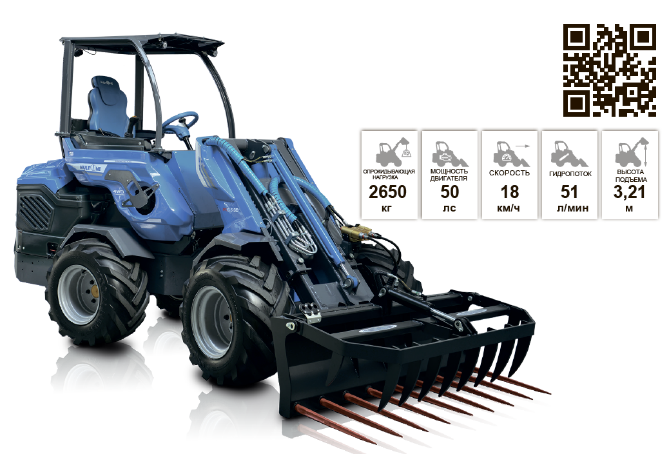 ОПРОКИДЫВАЮЩАЯ
НАГРУЗКА
2650
кг
МОЩНОСТЬ
ДВИГАТЕЛЯ
50
лс
СКОРОСТЬ
18
км/ч
ГИДРОПОТОК
51
л/мин
ВЫСОТА
ПОДЪЕМА
3,21
м